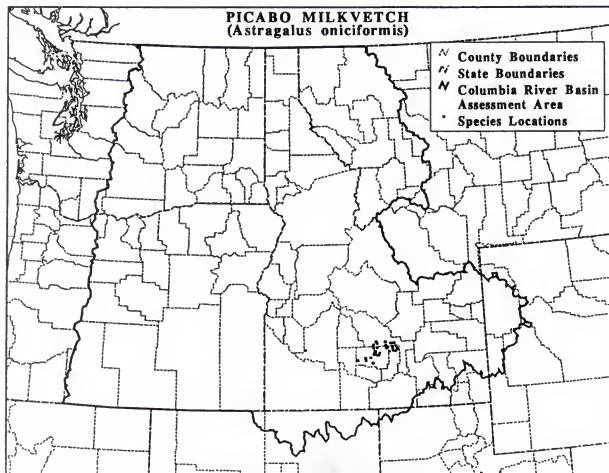 PICABO MILKVETCH
(Astragalus oniciformis)
County Boundaries
State Boundaries
Columbia River Basin
Assessment Area
Species Locations